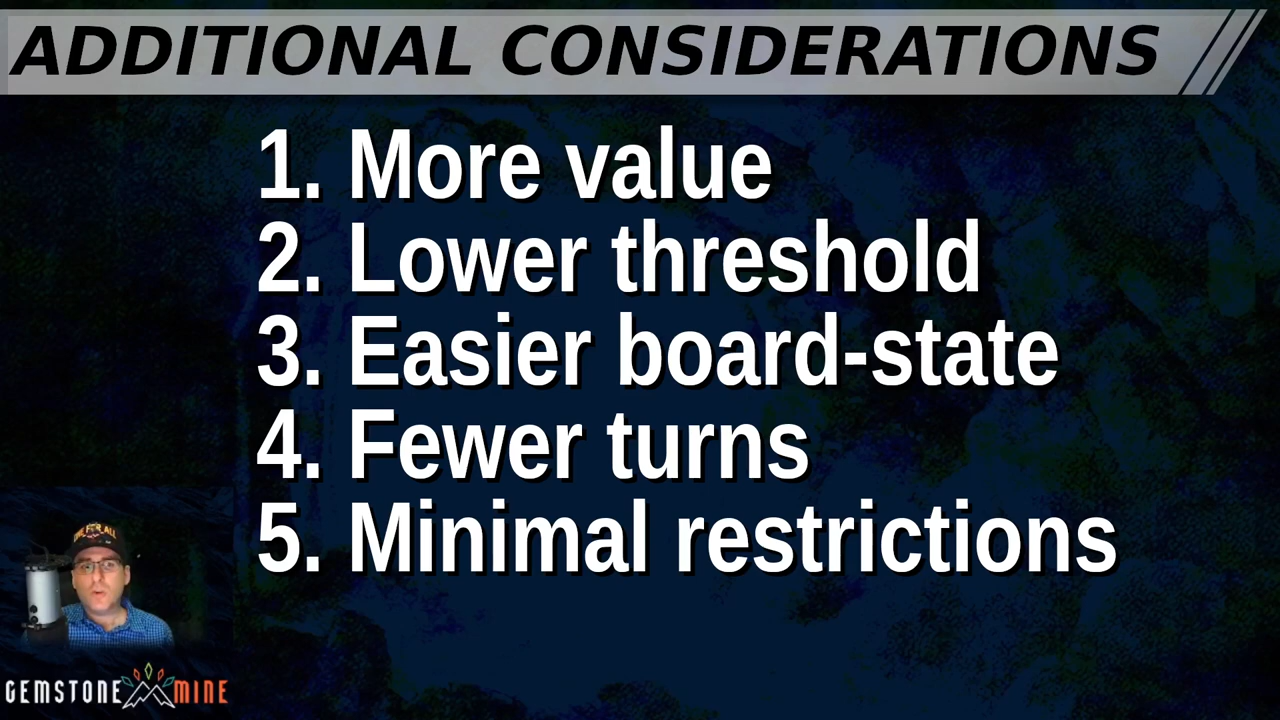 ADDITIONAL CONSIDERATIONS
1. More value
2. Lower threshold
3. Easier board-state
4. Fewer turns
5. Minimal restrictions
GEMSTONE MINE